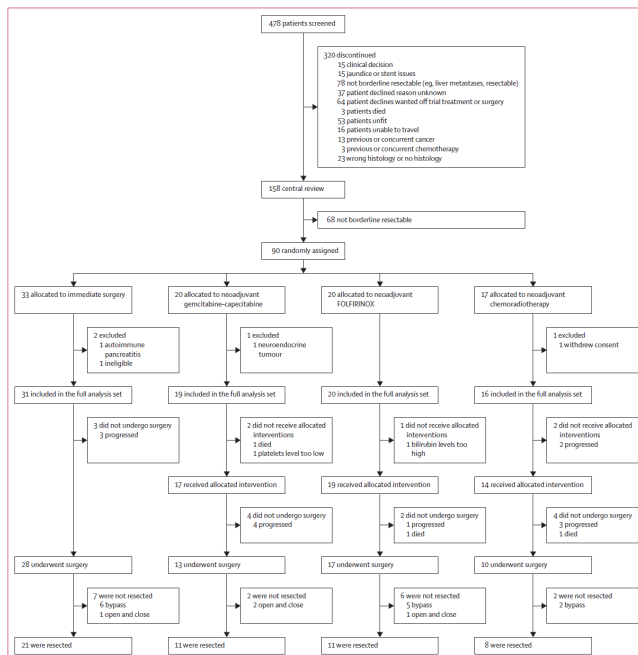 478 patients screened
320 discontinued
15 clinical decision
15 jaundice or stent issues
78 not borderline resectable (eg, liver metastases, resectable)
37 patient declined reason unknown
64 patient declines wanted off trial treatment or surgery
3 patients died
53 patients unfit
16 patients unable to travel
13 previous or concurrent cancer
3 previous or concurrent chemotherapy
23 wrong histology or no histology
158 central review
68 not borderline resectable
90 randomly assigned
33 allocated to immediate surgery
20 allocated to neoadjuvant
gemcitabine-capecitabine
20 allocated to neoadjuvant
FOLFIRINOX
17 allocated to neoadjuvant
chemoradiotherapy
2 excluded
1 autoimmune
pancreatitis
1 ineligible
1 excluded
1 neuroendocrine
tumour
1 excluded
1 withdrew consent
31 included in the full analysis set
19 included in the full analysis set
20 included in the full analysis set
16 included in the full analysis set
3 did not undergo surgery
3 progressed
2 did not receive allocated
interventions
1 died
1 platelets level too low
1 did not receive allocated
interventions
1 bilirubin levels too
high
2 did not receive allocated
interventions
2 progressed
17 received allocated intervention
19 received allocated intervention
14 received allocated intervention
4 did not undergo surgery
4 progressed
2 did not undergo surgery
1 progressed
1 died
4 did not undergo surgery
3 progressed
1 died
28 underwent surgery
13 underwent surgery
17 underwent surgery
10 underwent surgery
7 were not resected
6 bypass
1 open and close
2 were not resected
2 open and close
6 were not resected
5 bypass
1 open and close
2 were not resected
2 bypass
21 were resected
11 were resected
11 were resected
8 were resected